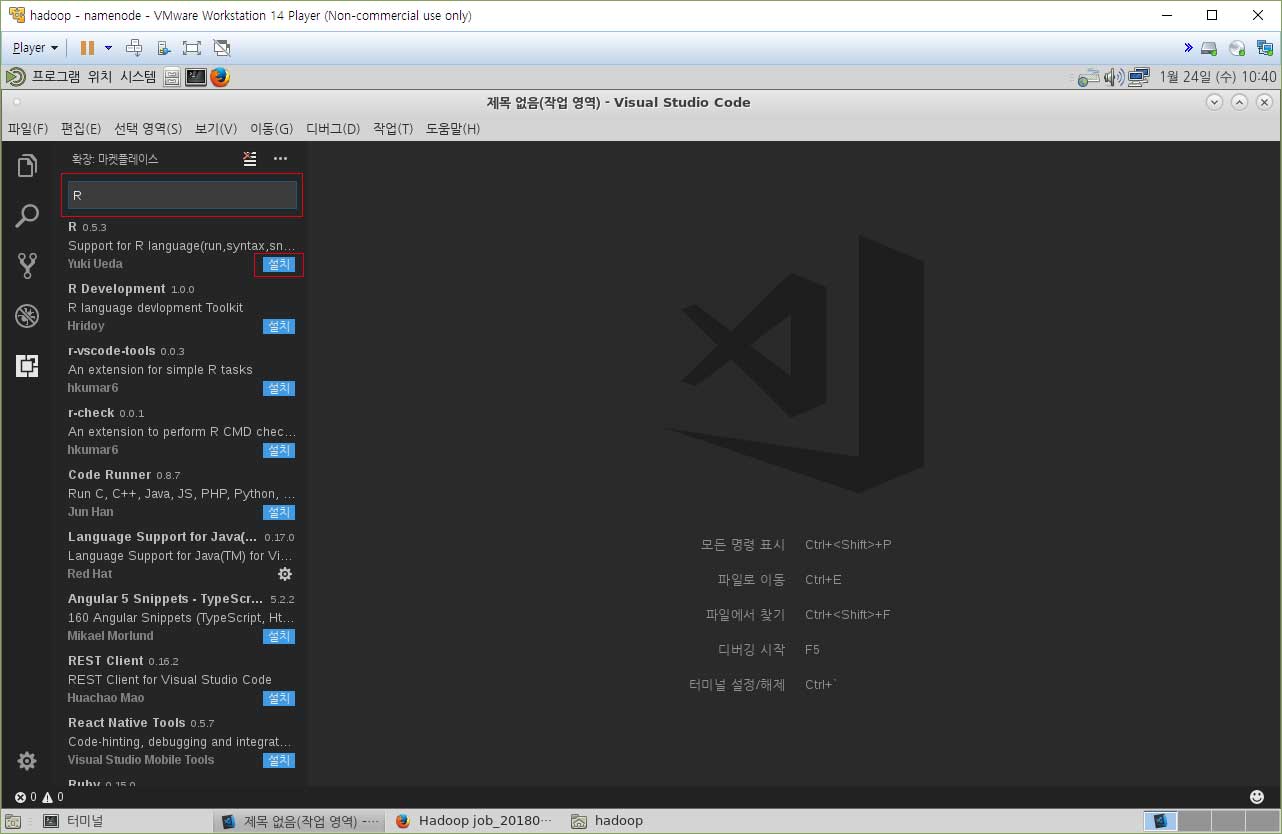 hadoop - namenode - VMware Workstation 14 Player (Non-commercial use only)
Player
프로그램 위치 시스템 1월 24일 (수) 10:40
제목 없음(작업 영역) - Visual Studio Code
파일(F) 편집(E) 선택 영역(S) 보기(V) 이동(G) 디버그(D) 작업(T) 도움말(H)
확장: 마켓플레이스
R
R 0.5.3
Support for R language(run,syntax,sn...
Yuki Ueda 설치
R Development 1.0.0
R language devlopment Toolkit
Hridoy 설치
r-vscode-tools 0.0.3
An extension for simple R tasks
hkumar6 설치
r-check 0.0.1
An extension to perform R CMD chec...
hkumar6 설치
Code Runner 0.8.7
Run C, C++, Java, JS, PHP, Python, ...
Jun Han 설치
Language Support for Java(... 0.17.0
Language Support for Java(TM) for Vi...
Red Hat
Angular 5 Snippets - TypeScr... 5.2.2
160 Angular Snippets (TypeScript, Ht...
Mikael Morlund 설치
REST Client 0.16.2
REST Client for Visual Studio Code
Huachao Mao 설치
React Native Tools 0.5.7
Code-hinting, debugging and integrat...
Visual Studio Mobile Tools 설치
Ruby 0.15.0
모든 명령 표시 Ctrl+<Shift>+P
파일로 이동 Ctrl+E
파일에서 찾기 Ctrl+<Shift>+F
디버깅 시작 F5
터미널 설정/해제 Ctrl+`
0 0
터미널 제목 없음(작업 영역) -··· Hadoop job_20180··· hadoop